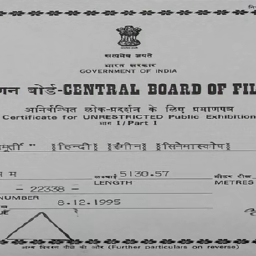 सत्यमेव जयते
भारत सरकार
GOVERNMENT OF INDIA
बोर्ड-CENTRAL BOARD OF FIL
अनिर्बन्धित लोक-प्रदर्शन के लिए प्रमाणपत्र
Certificate for UNRESTRICTED Public Exhibition
भाग I/Part I
हिन्दी रंगीन सिनेमास्कोप
लम्बाई 5130.57
LENGTH METRES
22338
NUMBER 8.12.1995
(Further particulars on reverse)